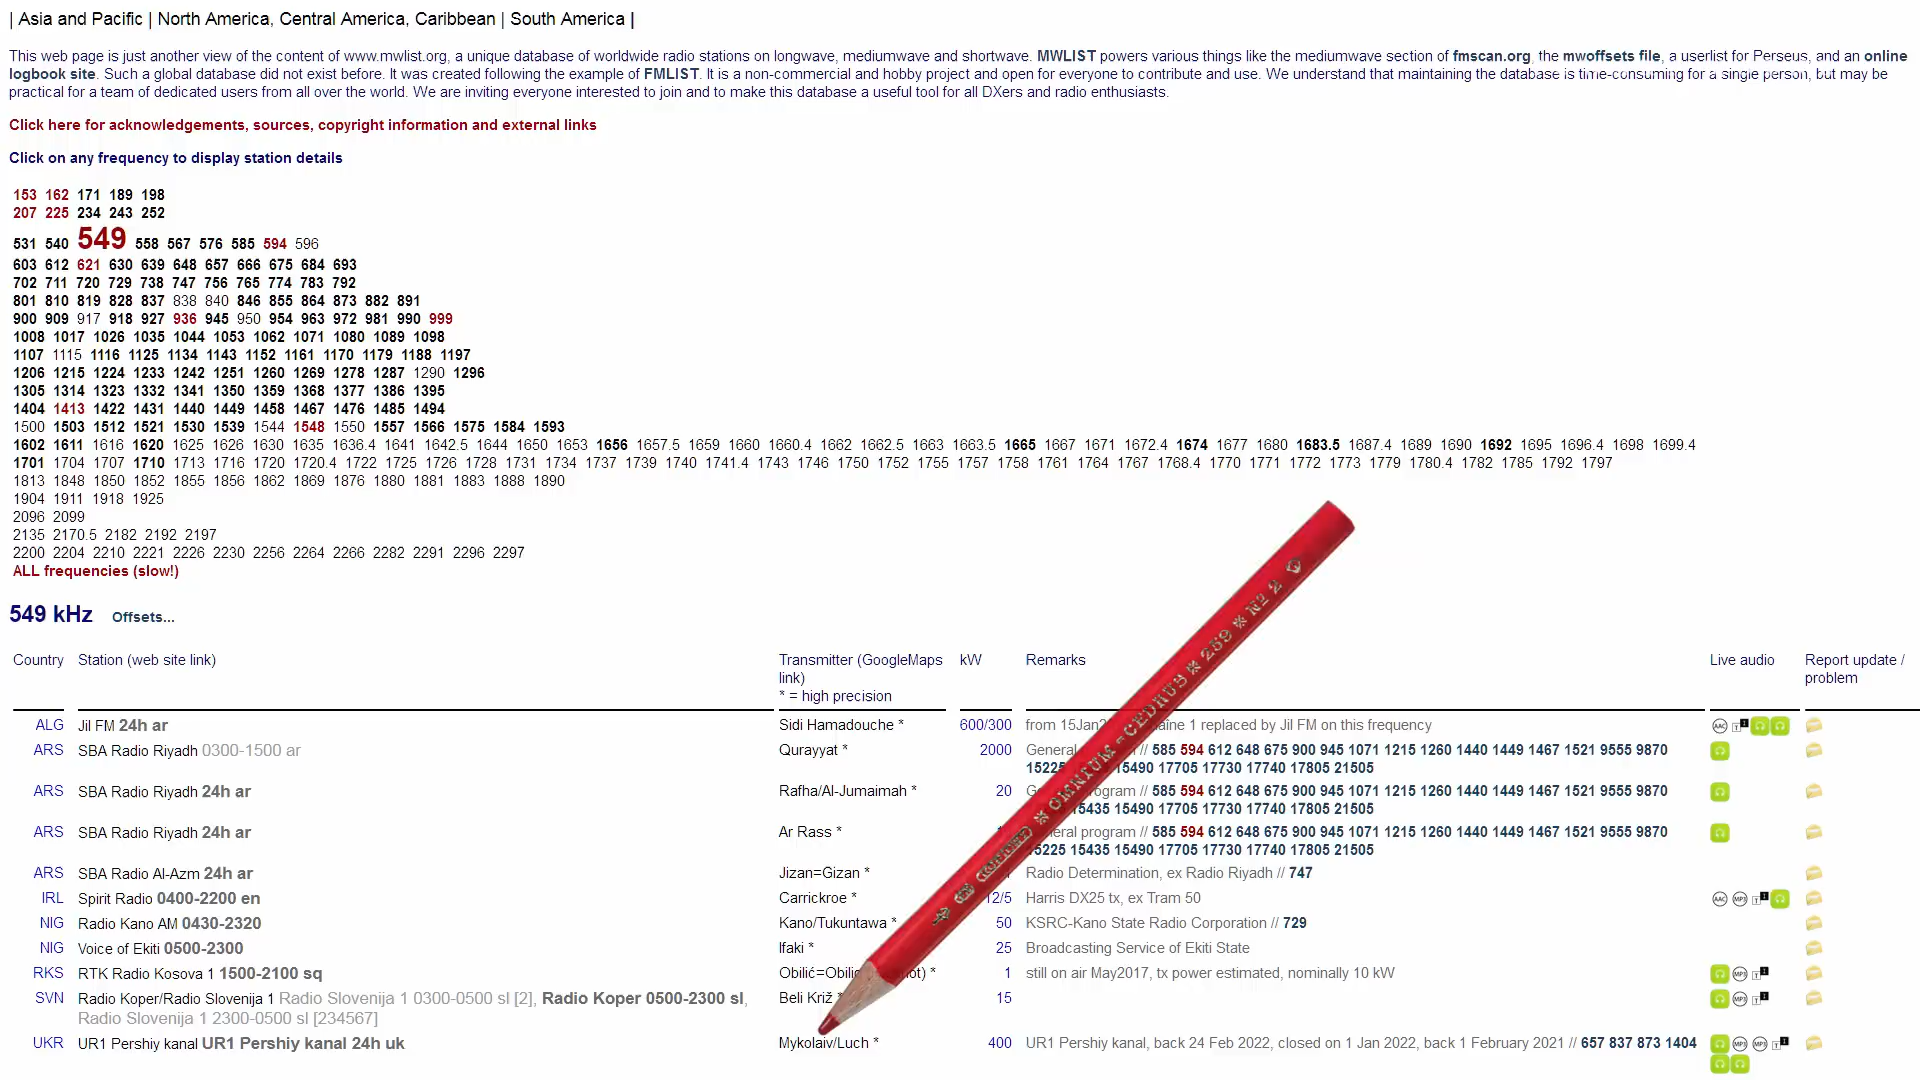 | Asia and Pacific | North America, Central America, Caribbean | South America |
This web page is just another view of the content of www.mwlist.org, a unique database of worldwide radio stations on longwave, mediumwave and shortwave. MWLIST powers various things like the mediumwave section of fmscan.org, the mwoffsets file, a userlist for Perseus, and an online
logbook site. Such a global database did not exist before. It was created following the example of FMLIST. It is a non-commercial and hobby project and open for everyone to contribute and use. We understand that maintaining the database is time-consuming for a single person, but may be
practical for a team of dedicated users from all over the world. We are inviting everyone interested to join and to make this database a useful tool for all DXers and radio enthusiasts.
Click here for acknowledgements, sources, copyright information and external links
Click on any frequency to display station details
153 162 171 189 198
207 225 234 243 252
531 540 549 558 567 576 585 594 596
603 612 621 630 639 648 657 666 675 684 693
702 711 720 729 738 747 756 765 774 783 792
801 810 819 828 837 838 840 846 855 864 873 882 891
900 909 917 918 927 936 945 950 954 963 972 981 990 999
1008 1017 1026 1035 1044 1053 1062 1071 1080 1089 1098
1107 1115 1116 1125 1134 1143 1152 1161 1170 1179 1188 1197
1206 1215 1224 1233 1242 1251 1260 1269 1278 1287 1290 1296
1305 1314 1323 1332 1341 1350 1359 1368 1377 1386 1395
1404 1413 1422 1431 1440 1449 1458 1467 1476 1485 1494
1500 1503 1512 1521 1530 1539 1544 1548 1550 1557 1566 1575 1584 1593
1602 1611 1616 1620 1625 1626 1630 1635 1636.4 1641 1642.5 1644 1650 1653 1656 1657.5 1659 1660 1660.4 1662 1662.5 1663 1663.5 1665 1667 1671 1672.4 1674 1677 1680 1683.5 1687.4 1689 1690 1692 1695 1696.4 1698 1699.4
1701 1704 1707 1710 1713 1716 1720 1720.4 1722 1725 1726 1728 1731 1734 1737 1739 1740 1741.4 1743 1746 1750 1752 1755 1757 1758 1761 1764 1767 1768.4 1770 1771 1772 1773 1779 1780.4 1782 1785 1792 1797
1813 1848 1850 1852 1855 1856 1862 1869 1876 1880 1881 1883 1888 1890
1904 1911 1918 1925
2096 2099
2135 2170.5 2182 2192 2197
2200 2204 2210 2221 2226 2230 2256 2264 2266 2282 2291 2296 2297
ALL frequencies (slow!)
549 kHz Offsets...
Country Station (web site link) Transmitter (GoogleMaps link) * = high precision kW Remarks Live audio Report update / problem
ALG Jil FM 24h ar Sidi Hamadouche * 600/300 from 15Jan replaced by Jil FM on this frequency
ARS SBA Radio Riyadh 0300-1500 ar Qurayyat * 2000 General // 585 594 612 648 675 900 945 1071 1215 1260 1440 1449 1467 1521 9555 9870
15225 15490 17705 17730 17740 17805 21505
ARS SBA Radio Riyadh 24h ar Rafha/Al-Jumaimah * 20 program // 585 594 612 648 675 900 945 1071 1215 1260 1440 1449 1467 1521 9555 9870
15435 15490 17705 17730 17740 17805 21505
ARS SBA Radio Riyadh 24h ar Ar Rass * program // 585 594 612 648 675 900 945 1071 1215 1260 1440 1449 1467 1521 9555 9870
15225 15435 15490 17705 17730 17740 17805 21505
ARS SBA Radio Al-Azm 24h ar Jizan=Gizan * Radio Determination, ex Radio Riyadh // 747
IRL Spirit Radio 0400-2200 en Carrickroe * Harris DX25 tx, ex Tram 50
NIG Radio Kano AM 0430-2320 Kano/Tukuntawa * 50 KSRC-Kano State Radio Corporation // 729
NIG Voice of Ekiti 0500-2300 Ifaki * 25 Broadcasting Service of Ekiti State
RKS RTK Radio Kosova 1 1500-2100 sq * 1 still on air May2017, tx power estimated, nominally 10 kW
SVN Radio Koper/Radio Slovenija 1 Radio Slovenija 1 0300-0500 sl [2], Radio Koper 0500-2300 sl, Beli Križ * 15
Radio Slovenija 1 2300-0500 sl [234567]
UKR UR1 Pershiy kanal UR1 Pershiy kanal 24h uk Mykolaiv/Luch * 400 UR1 Pershiy kanal, back 24 Feb 2022, closed on 1 Jan 2022, back 1 February 2021 // 657 837 873 1404
OMNIUM-CEDRUS * 259 * No 2